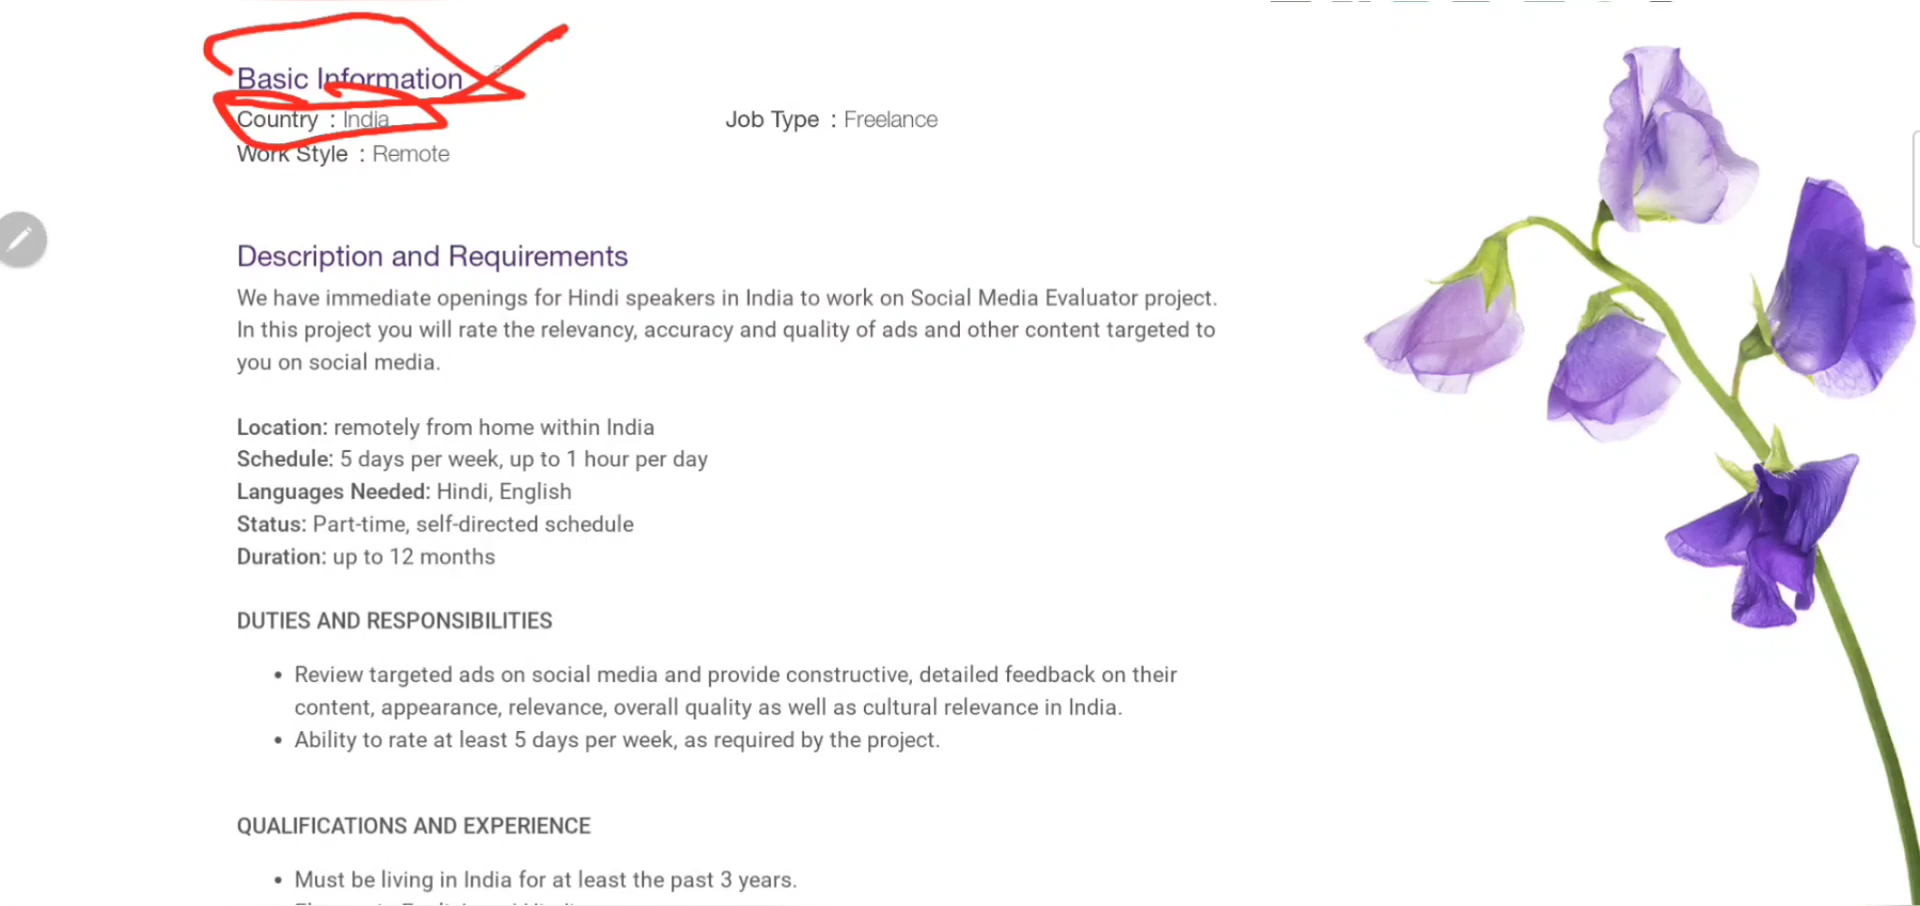 Basic Information
Country : India
Job Type : Freelance
Work Style : Remote
Description and Requirements
We have immediate openings for Hindi speakers in India to work on Social Media Evaluator project.
In this project you will rate the relevancy, accuracy and quality of ads and other content targeted to
you on social media.
Location: remotely from home within India
Schedule: 5 days per week, up to 1 hour per day
Languages Needed: Hindi, English
Status: Part-time, self-directed schedule
Duration: up to 12 months
DUTIES AND RESPONSIBILITIES
• Review targeted ads on social media and provide constructive, detailed feedback on their
content, appearance, relevance, overall quality as well as cultural relevance in India.
• Ability to rate at least 5 days per week, as required by the project.
QUALIFICATIONS AND EXPERIENCE
• Must be living in India for at least the past 3 years.